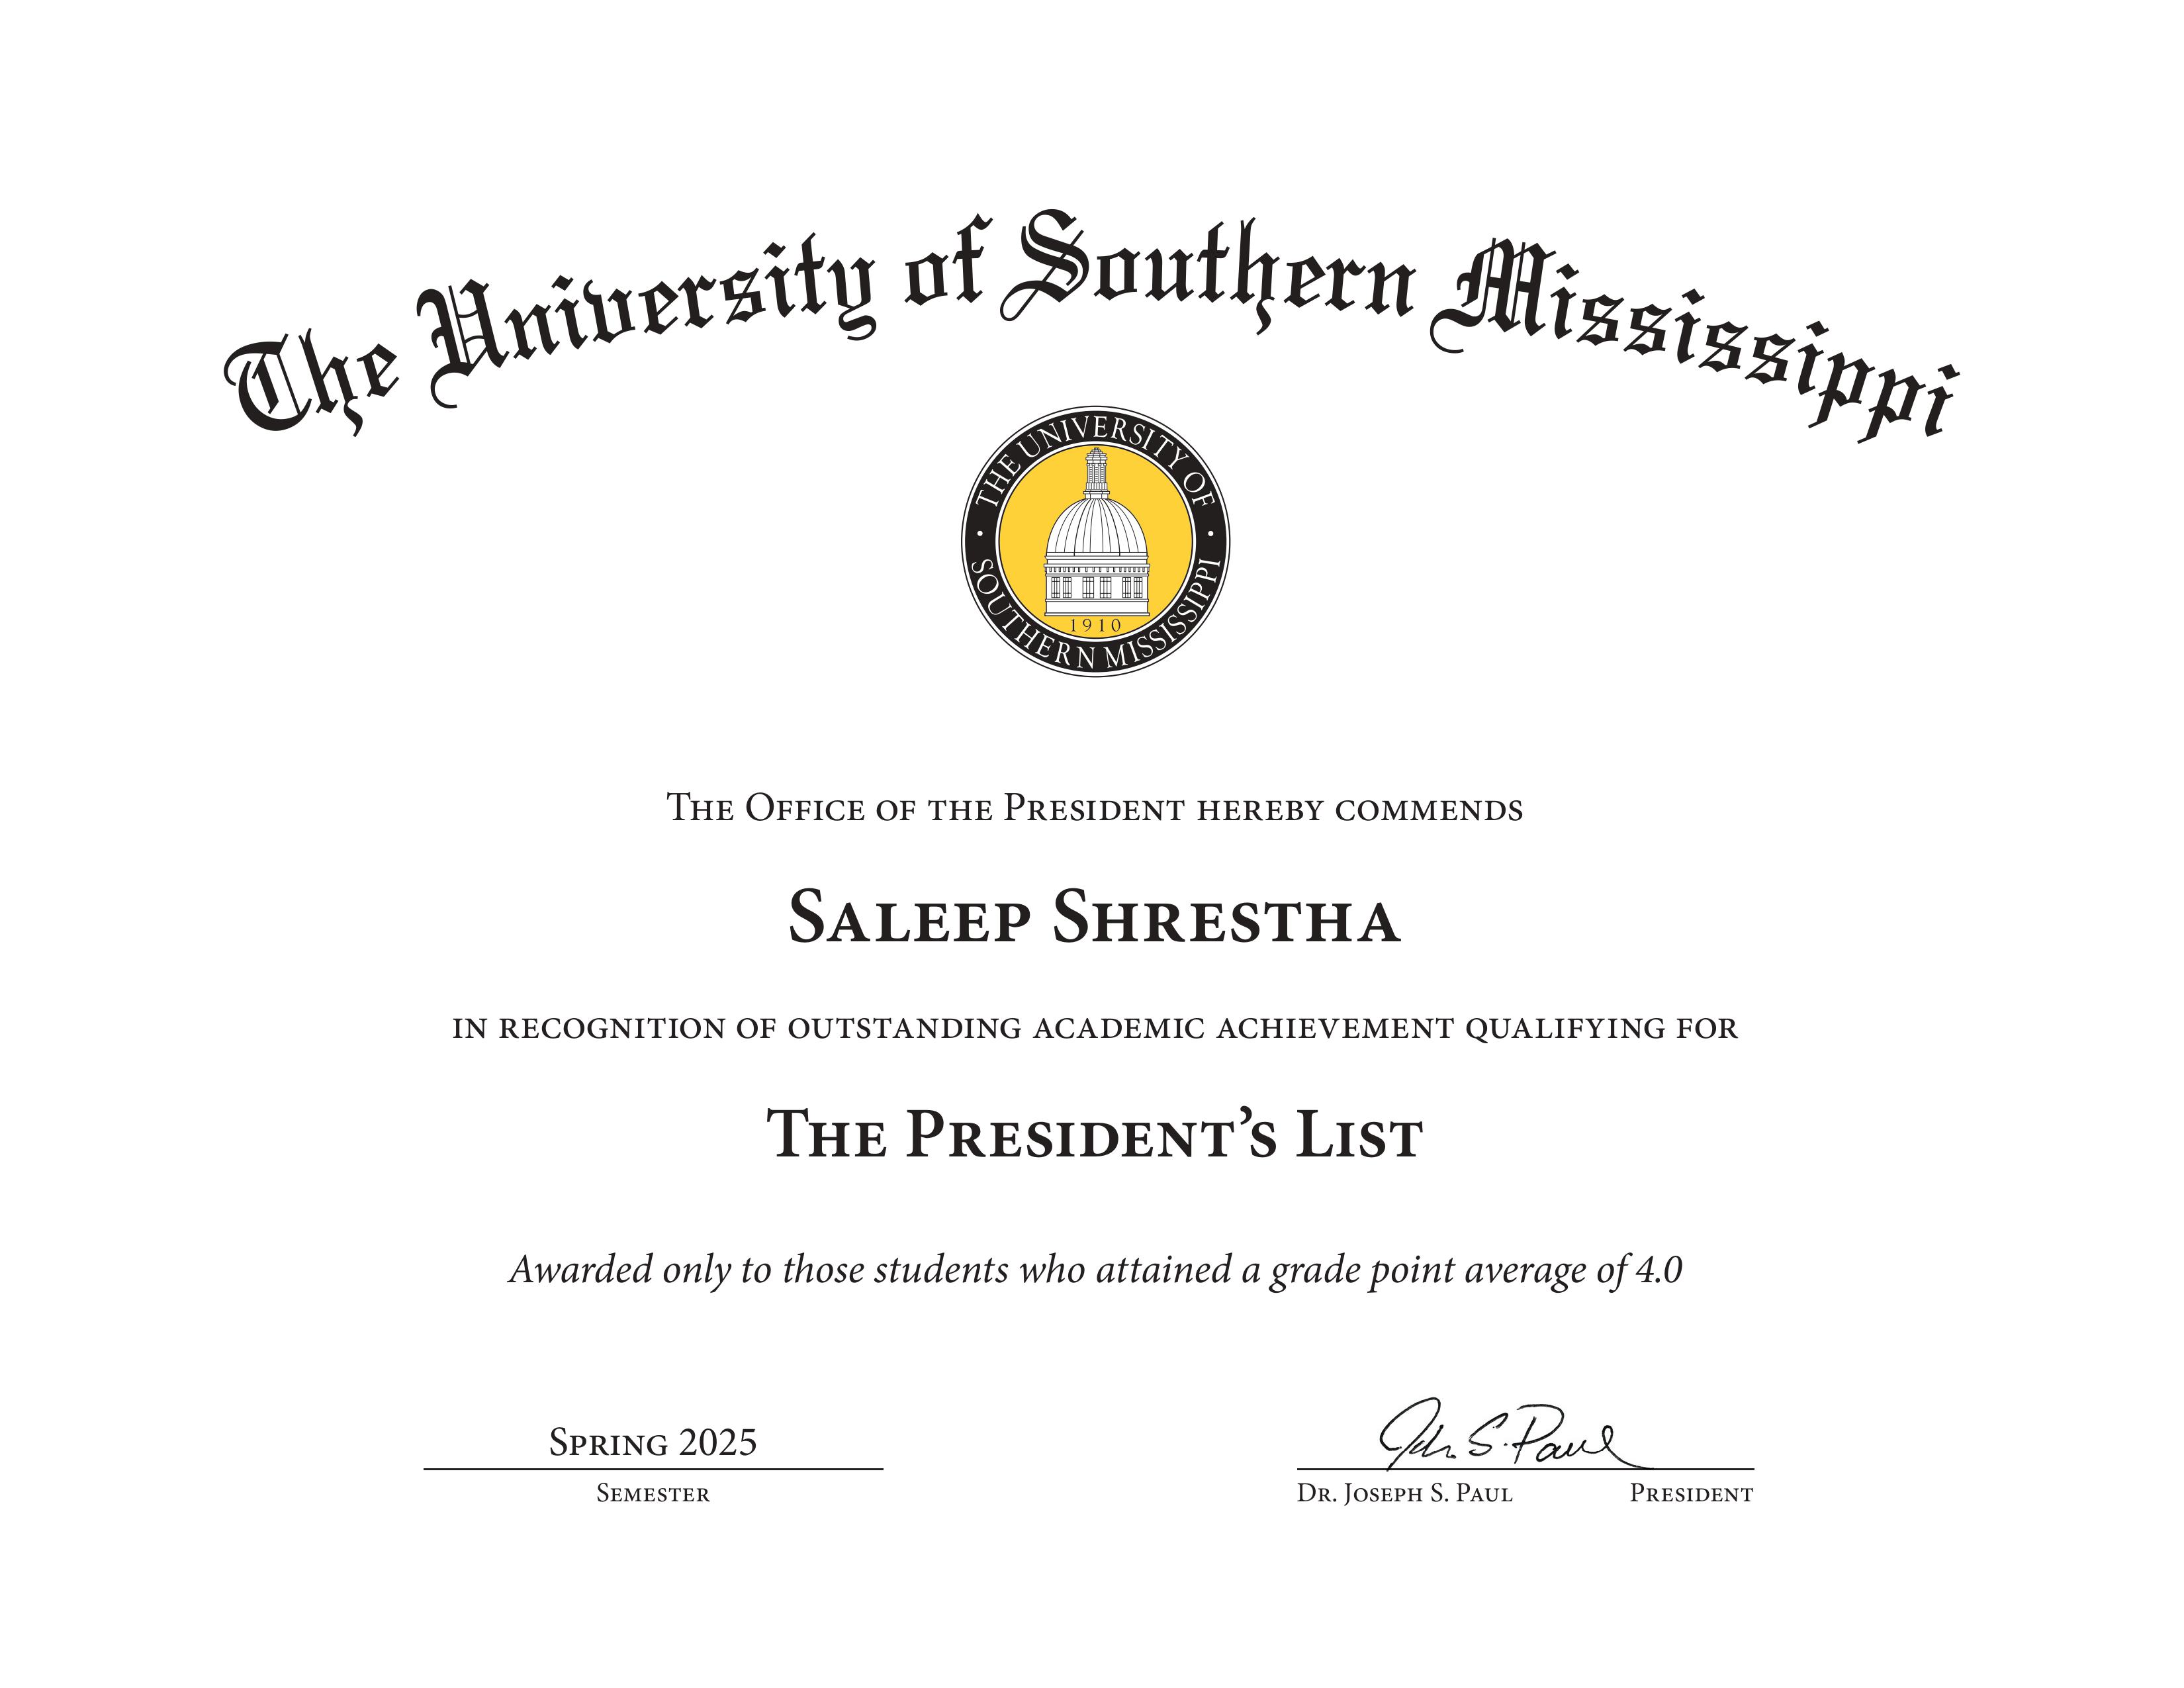 The University of Southern Mississippi
THE UNIVERSITY OF
SOUTHERN MISSISSIPPI
1910
The Office of the President hereby commends
Saleep Shrestha
in recognition of outstanding academic achievement qualifying for
The President’s List
Awarded only to those students who attained a grade point average of 4.0
Spring 2025
Semester
Joe S. Paul
Dr. Joseph S. Paul President